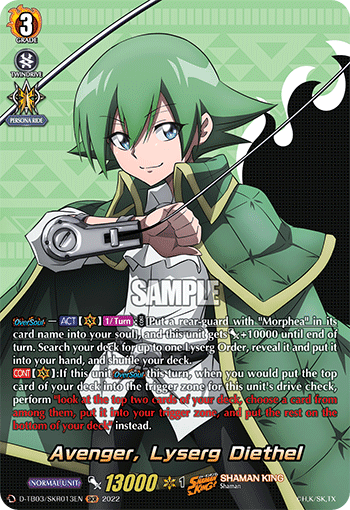 3
GRADE
TWINDRIVE
PERSONA RIDE
SAMPLE
OverSoul — ACT 1/Turn : [Put a rear-guard with "Morphea" in its
card name into your soul], and this unit gets +10000 until end of
turn. Search your deck for up to one Lyserg Order, reveal it and put it
into your hand, and shuffle your deck.
CONT :If this unit OverSoul this turn, when you would put the top
card of your deck into the trigger zone for this unit's drive check,
perform "look at the top two cards of your deck, choose a card from
among them, put it into your trigger zone, and put the rest on the
bottom of your deck" instead.
Avenger, Lyserg Diethel
NORMAL UNIT 13000 1 SHAMAN KING SHAMAN KING
Shaman
D-TB03/SKR013EN 2022